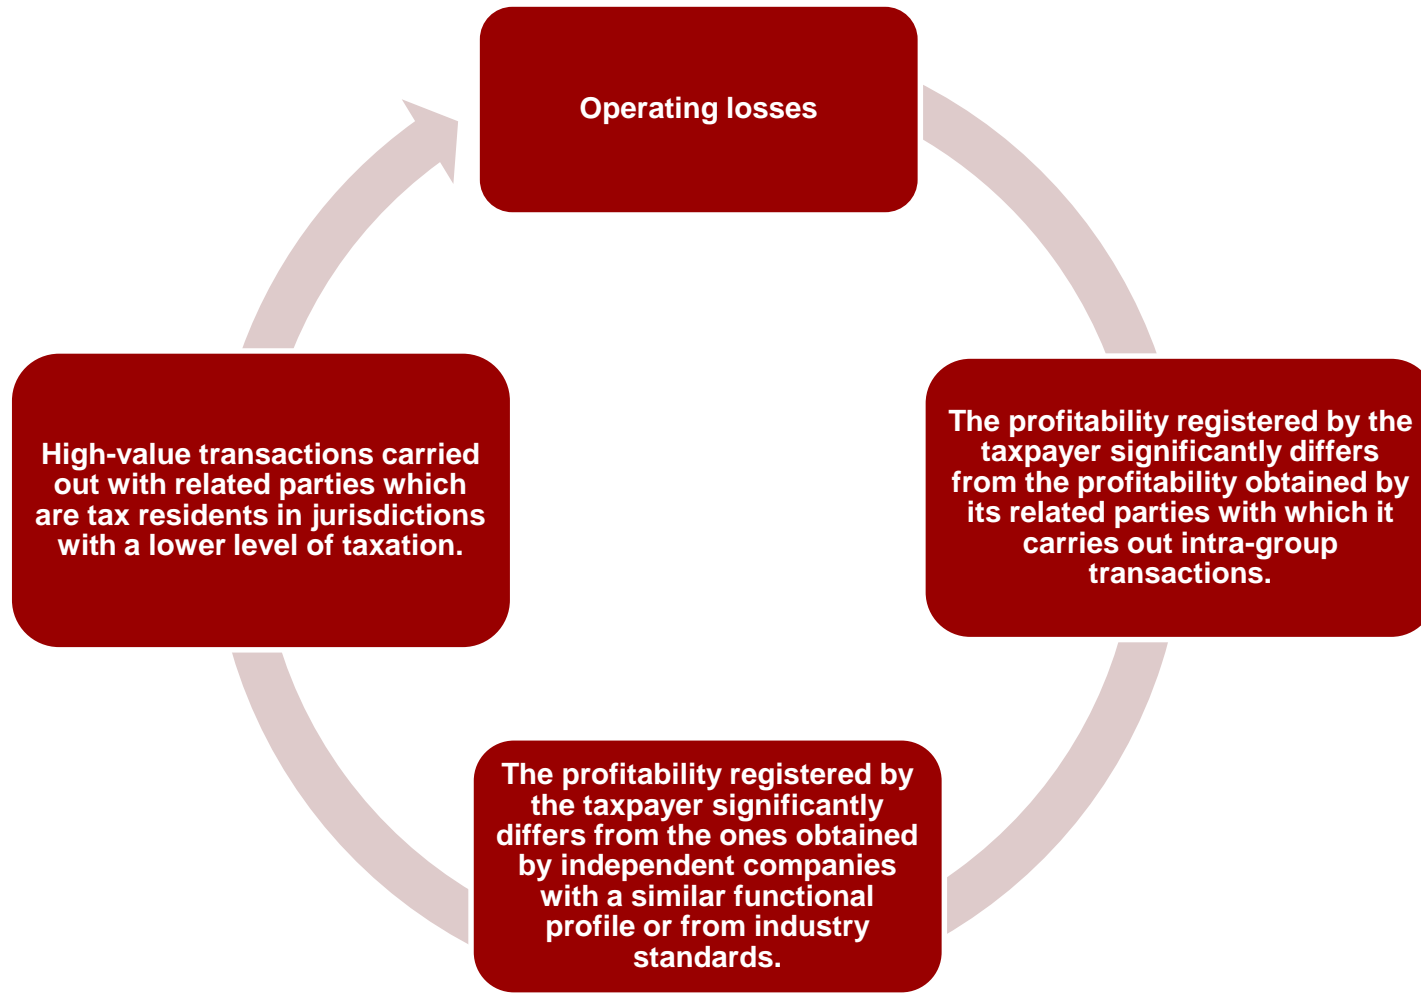 Operating losses
The profitability registered by the
taxpayer significantly differs
from the profitability obtained by
its related parties with which it
carries out intra-group
transactions.
The profitability registered by
the taxpayer significantly
differs from the ones obtained
by independent companies
with a similar functional
profile or from industry
standards.
High-value transactions carried
out with related parties which
are tax residents in jurisdictions
with a lower level of taxation.